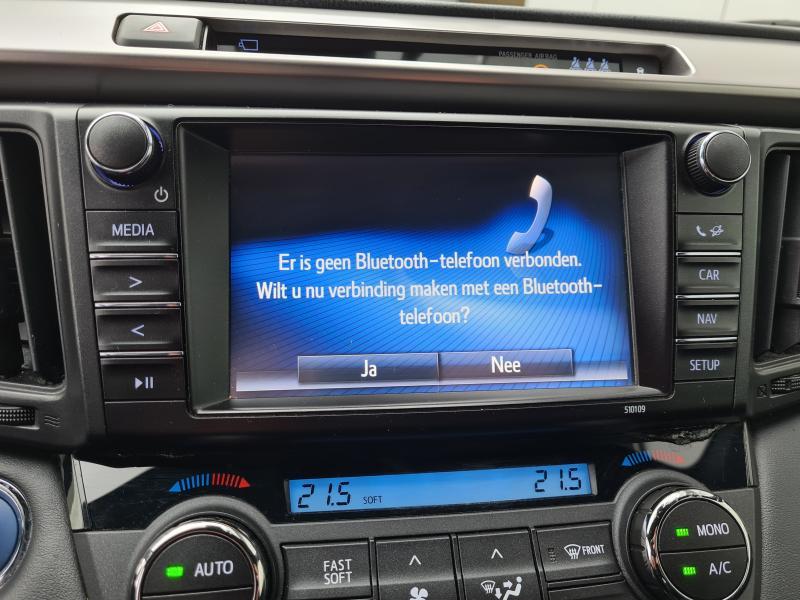 PASSENGER AIRBAG
MEDIA
>
<
Er is geen Bluetooth-telefoon verbonden.
Wilt u nu verbinding maken met een Bluetooth-
telefoon?
Ja
Nee
CAR
NAV
SETUP
510109
21.5
SOFT
21.5
AUTO
FAST
SOFT
FRONT
MONO
A/C